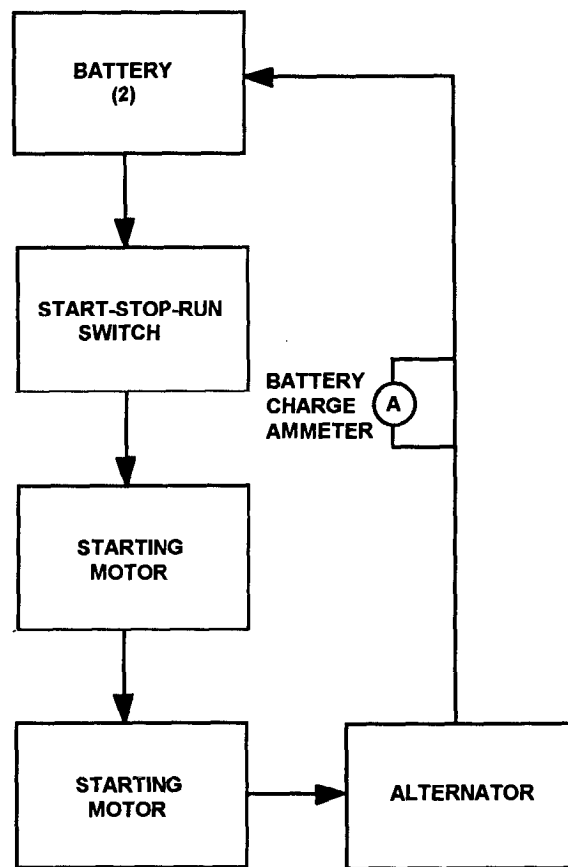 BATTERY
(2)
START-STOP-RUN
SWITCH
BATTERY
CHARGE
AMMETER
A
STARTING
MOTOR
STARTING
MOTOR
ALTERNATOR